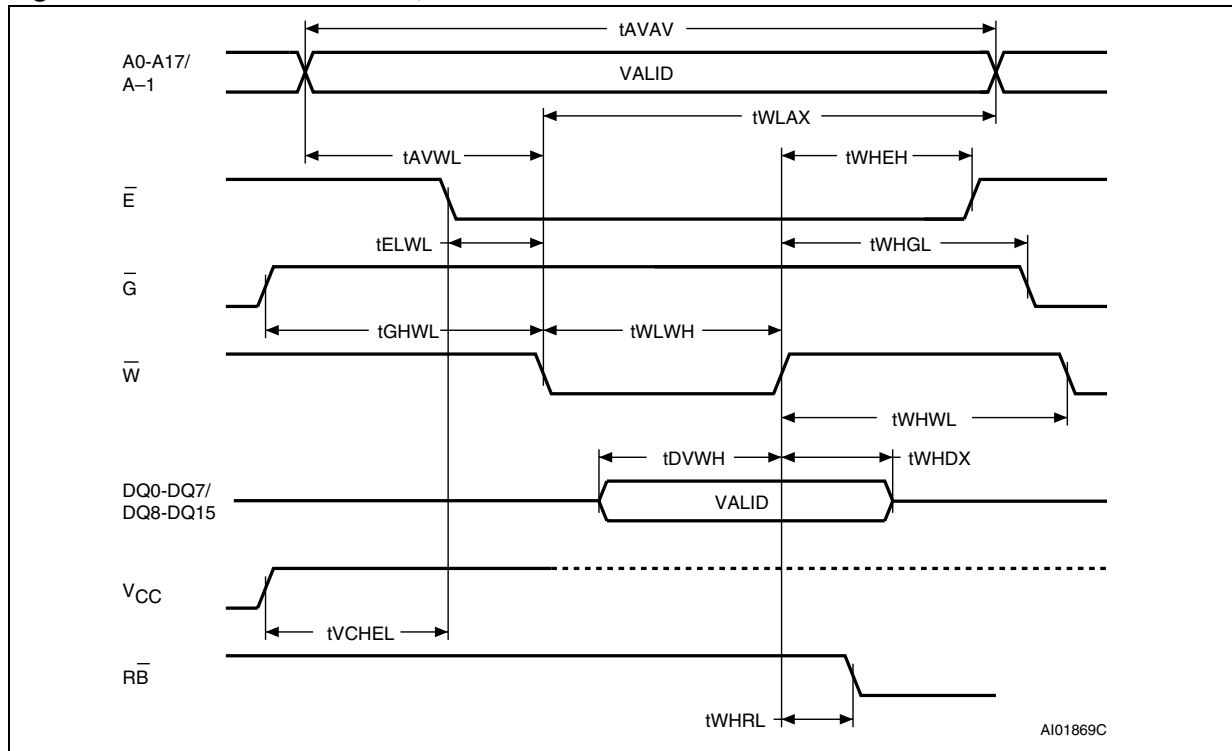 tAVAV
A0-A17/
A–1
VALID
tWLAX
tAVWL
tWHEH
E̅
tELWL
tWHGL
G̅
tGHWL
tWLWH
W̅
tWHWL
tDVWH
tWHDX
DQ0-DQ7/
DQ8-DQ15
VALID
VCC
tVCHEL
RB̅
tWHRL
AI01869C